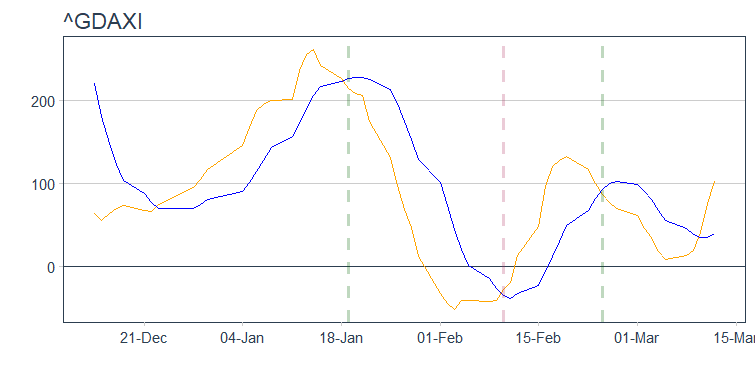 ^GDAXI
200
100
0
21-Dec
04-Jan
18-Jan
01-Feb
15-Feb
01-Mar
15-Mar